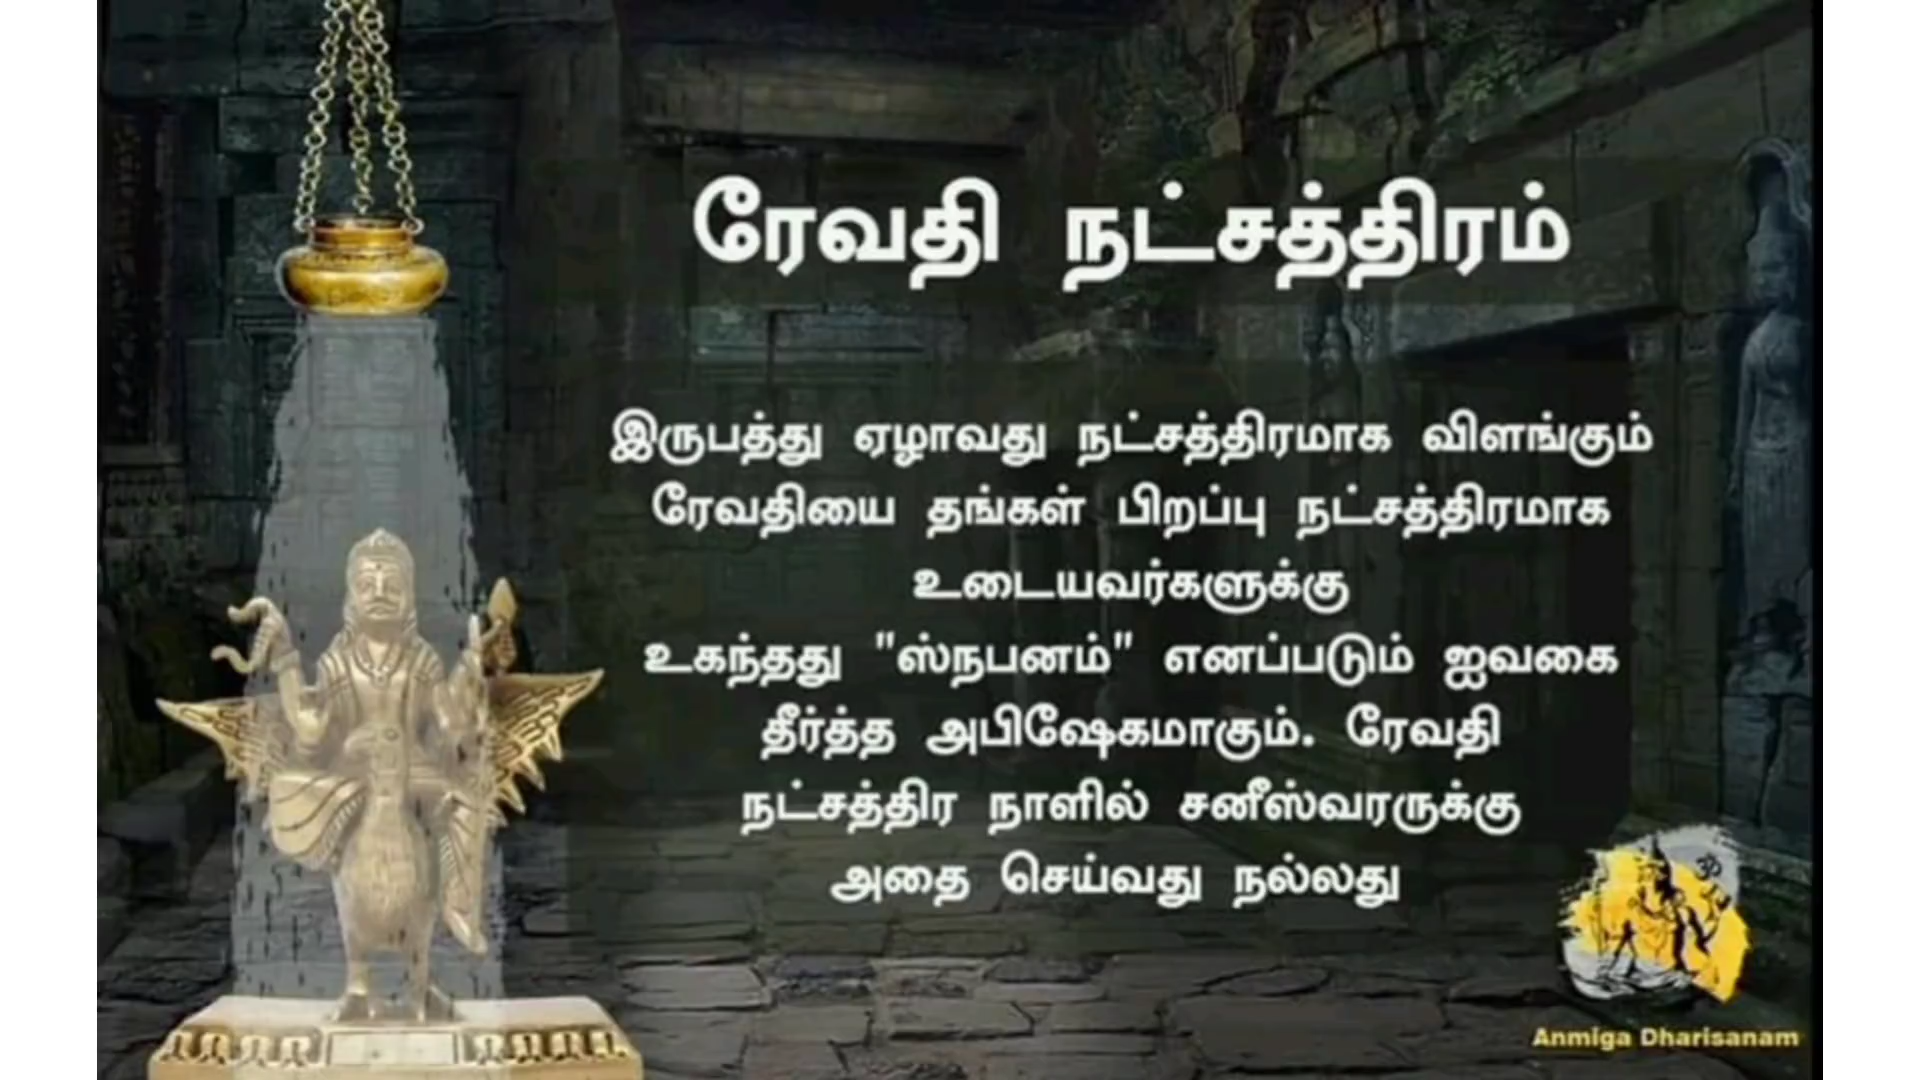 ரேவதி நட்சத்திரம்
இருபத்து ஏழாவது நட்சத்திரமாக விளங்கும்
ரேவதியை தங்கள் பிறப்பு நட்சத்திரமாக
உடையவர்களுக்கு
உகந்தது "ஸ்நபனம்" எனப்படும் ஐவகை
தீர்த்த அபிஷேகமாகும். ரேவதி
நட்சத்திர நாளில் சனீஸ்வரருக்கு
அதை செய்வது நல்லது
ॐ
Anmiga Dharisanam